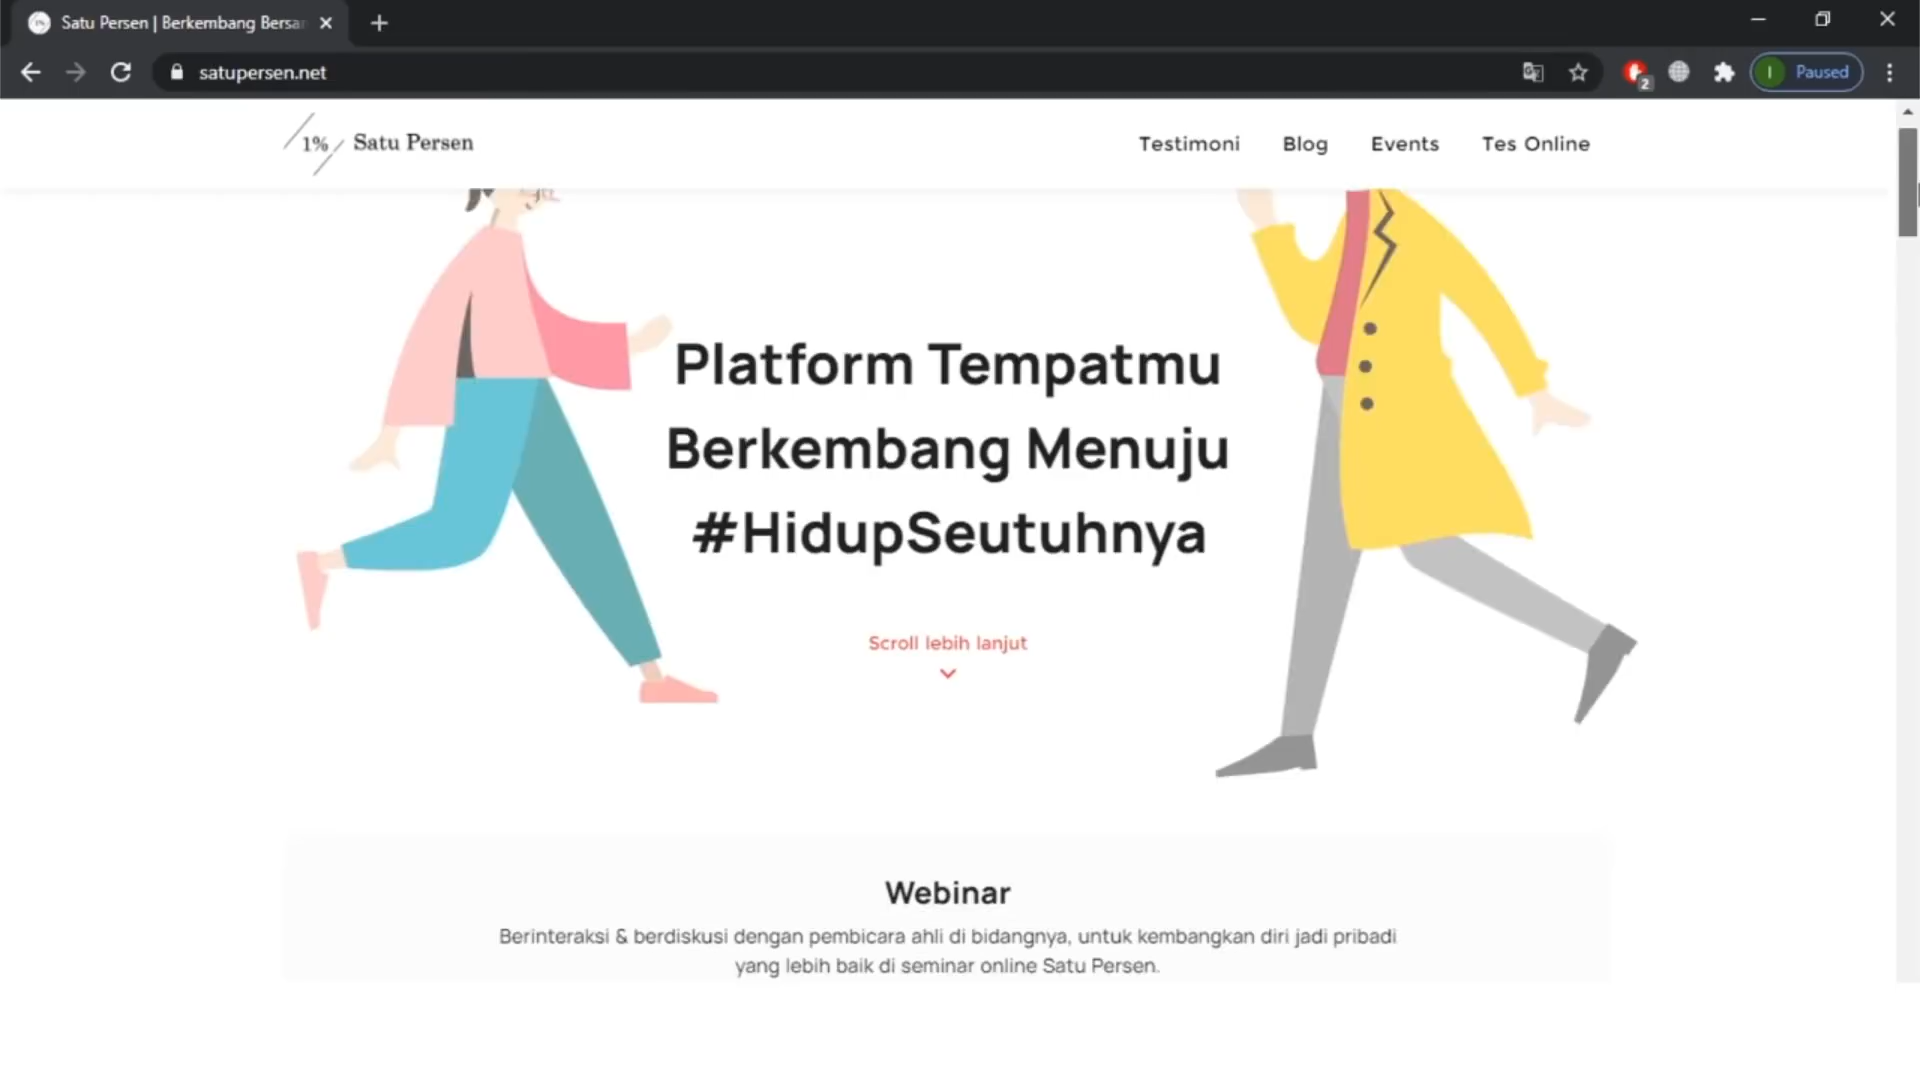 Satu Persen | Berkembang Bersa
satupersen.net
2
I
Paused
1%
Satu Persen
Testimoni
Blog
Events
Tes Online
Platform Tempatmu
Berkembang Menuju
#HidupSeutuhnya
Scroll lebih lanjut
Webinar
Berinteraksi & berdiskusi dengan pembicara ahli di bidangnya, untuk kembangkan diri jadi pribadi
yang lebih baik di seminar online Satu Persen.